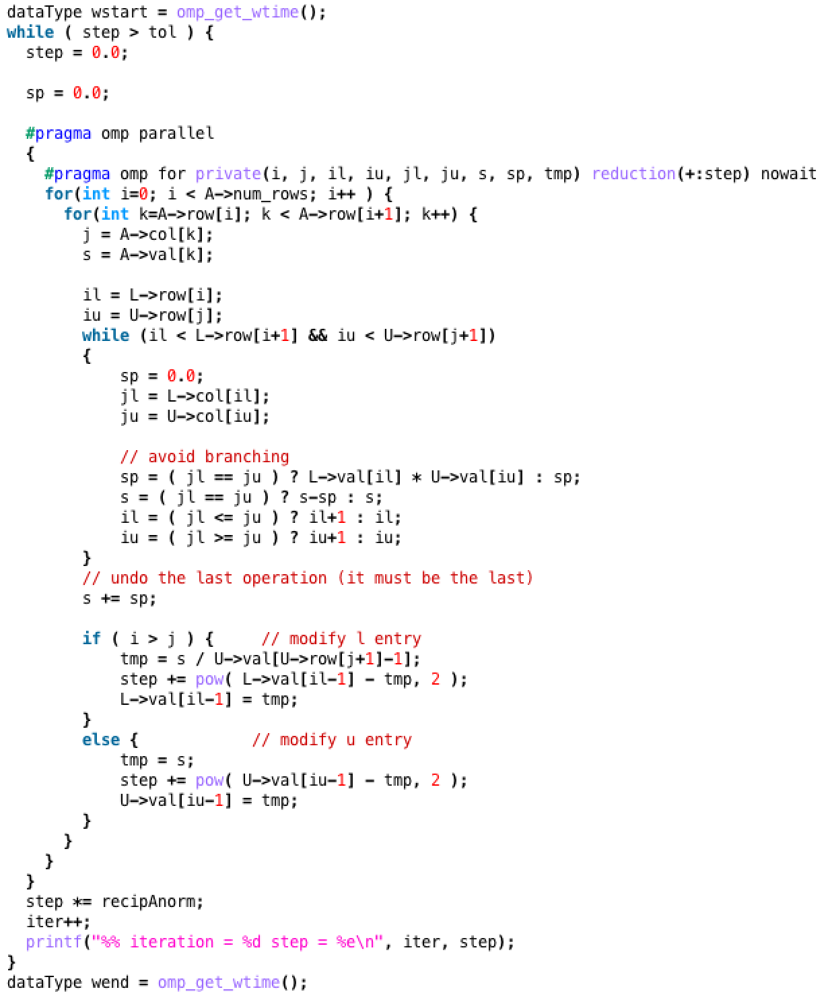 dataType wstart = omp_get_wtime();
while ( step > tol ) {
  step = 0.0;

  sp = 0.0;

  #pragma omp parallel
  {
    #pragma omp for private(i, j, il, iu, jl, ju, s, sp, tmp) reduction(+:step) nowait
    for(int i=0; i < A->num_rows; i++ ) {
      for(int k=A->row[i]; k < A->row[i+1]; k++) {
        j = A->col[k];
        s = A->val[k];

        il = L->row[i];
        iu = U->row[j];
        while (il < L->row[i+1] && iu < U->row[j+1])
        {
            sp = 0.0;
            jl = L->col[il];
            ju = U->col[iu];

            // avoid branching
            sp = ( jl == ju ) ? L->val[il] * U->val[iu] : sp;
            s = ( jl == ju ) ? s-sp : s;
            il = ( jl <= ju ) ? il+1 : il;
            iu = ( jl >= ju ) ? iu+1 : iu;
        }
        // undo the last operation (it must be the last)
        s += sp;

        if ( i > j ) {     // modify l entry
            tmp = s / U->val[U->row[j+1]-1];
            step += pow( L->val[il-1] - tmp, 2 );
            L->val[il-1] = tmp;
        }
        else {            // modify u entry
            tmp = s;
            step += pow( U->val[iu-1] - tmp, 2 );
            U->val[iu-1] = tmp;
        }
      }
    }
  }
  step *= recipAnorm;
  iter++;
  printf("%% iteration = %d step = %e\n", iter, step);
}
dataType wend = omp_get_wtime();